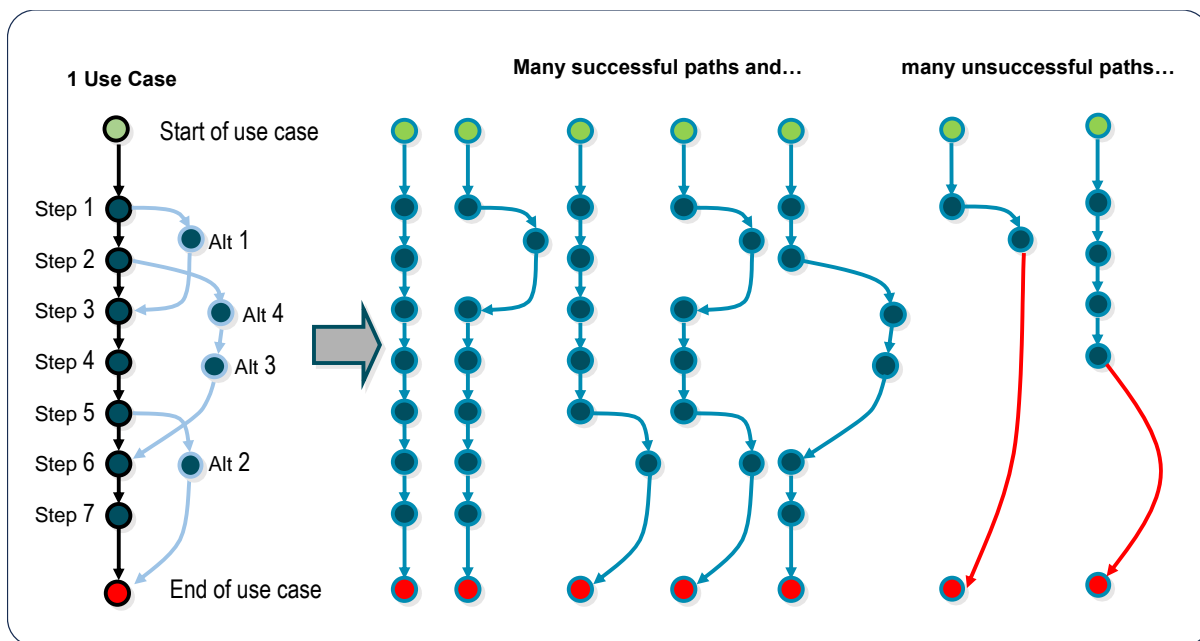 1 Use Case
Many successful paths and…
many unsuccessful paths…
Start of use case
Step 1
Alt 1
Step 2
Step 3
Alt 4
Step 4
Alt 3
Step 5
Step 6
Alt 2
Step 7
End of use case